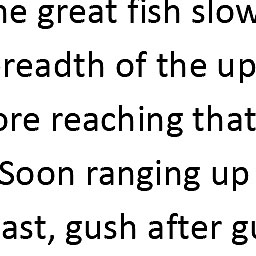 he great fish slow
readth of the up
ore reaching that
Soon ranging up
ast, gush after gu